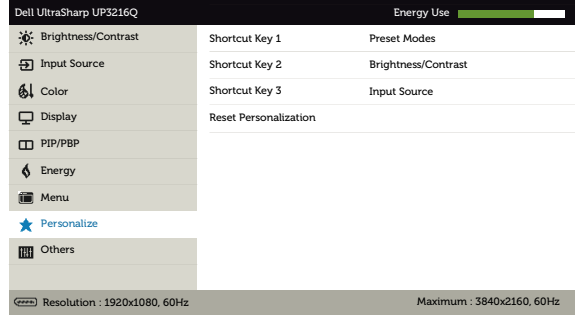 Dell UltraSharp UP3216Q Energy Use
Brightness/Contrast
Input Source
Color
Display
PIP/PBP
Energy
Menu
Personalize
Others
Shortcut Key 1 Preset Modes
Shortcut Key 2 Brightness/Contrast
Shortcut Key 3 Input Source
Reset Personalization
Resolution : 1920x1080, 60Hz Maximum : 3840x2160, 60Hz